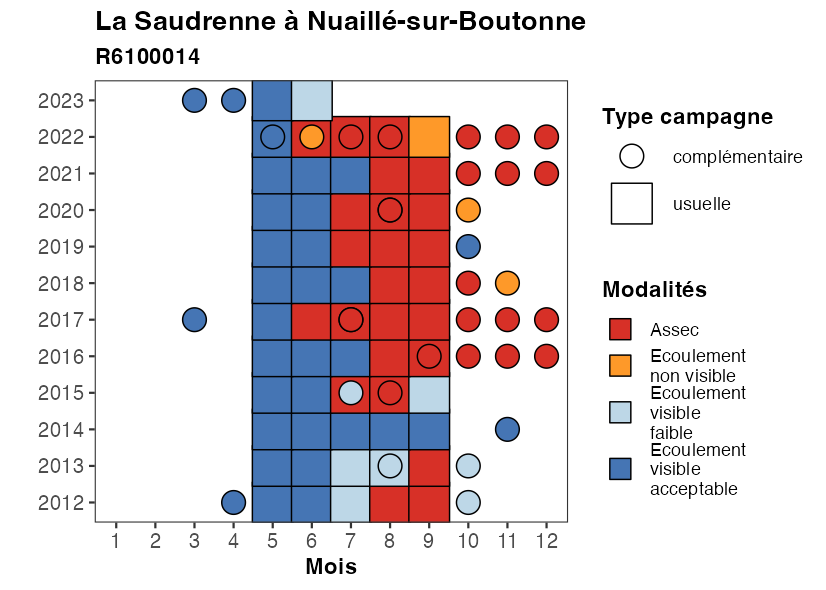 La Saudrenne à Nuaillé-sur-Boutonne
R6100014
2023
2022
2021
2020
2019
2018
2017
2016
2015
2014
2013
2012
1 2 3 4 5 6 7 8 9 10 11 12
Mois
Type campagne
complémentaire
usuelle
Modalités
Assec
Ecoulement
non visible
Ecoulement
visible
faible
Ecoulement
visible
acceptable